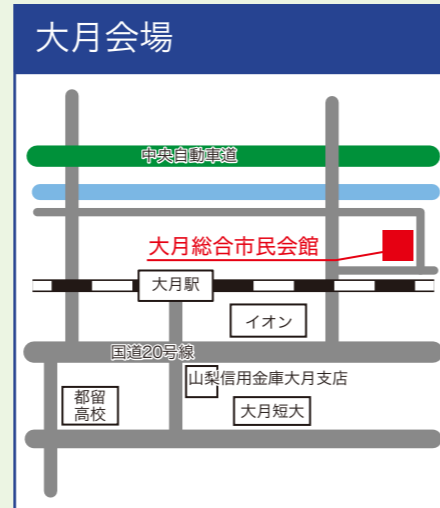 大月会場
中央自動車道
大月総合市民会館
大月駅
イオン
国道20号線
山梨信用金庫大月支店
都留
高校
大月短大